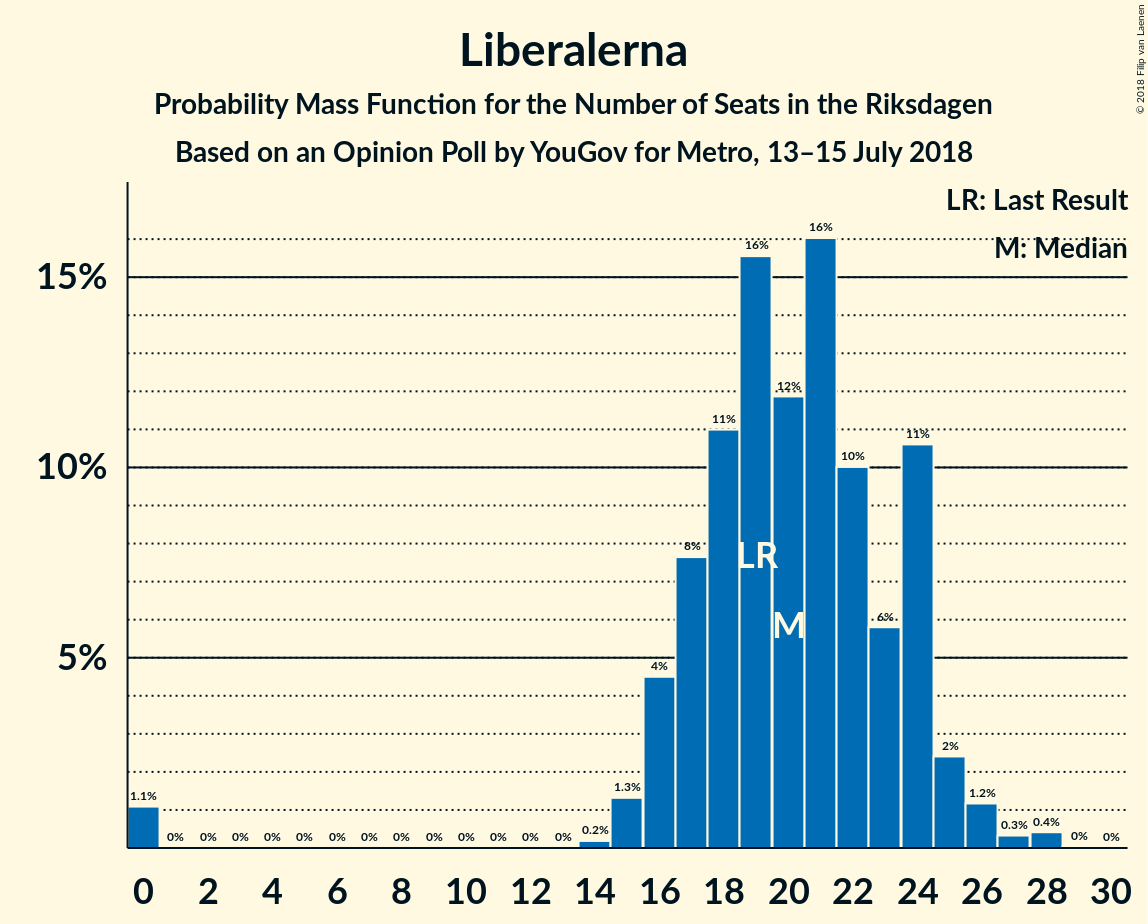 © 2018 Filip van Laenen
Liberalerna
Probability Mass Function for the Number of Seats in the Riksdagen
Based on an Opinion Poll by YouGov for Metro, 13–15 July 2018
LR: Last Result
M: Median
15%
10%
5%
1.1% 0% 0% 0% 0% 0% 0% 0% 0% 0% 0% 0% 0% 0% 0.2% 1.3% 4% 8% 11% 16% 12% 16% 10% 6% 11% 2% 1.2% 0.3% 0.4% 0% 0%
LR
M
0 2 4 6 8 10 12 14 16 18 20 22 24 26 28 30